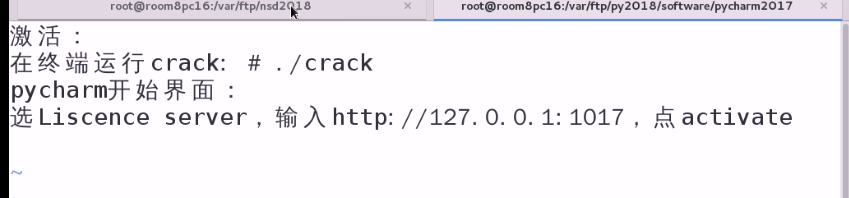 root@room8pc16:/var/ftp/nsd2018 × root@room8pc16:/var/ftp/py2018/software/pycharm2017 ×
激活：
在终端运行crack: # ./crack
pycharm开始界面：
选Liscence server，输入http://127.0.0.1:1017，点activate
~